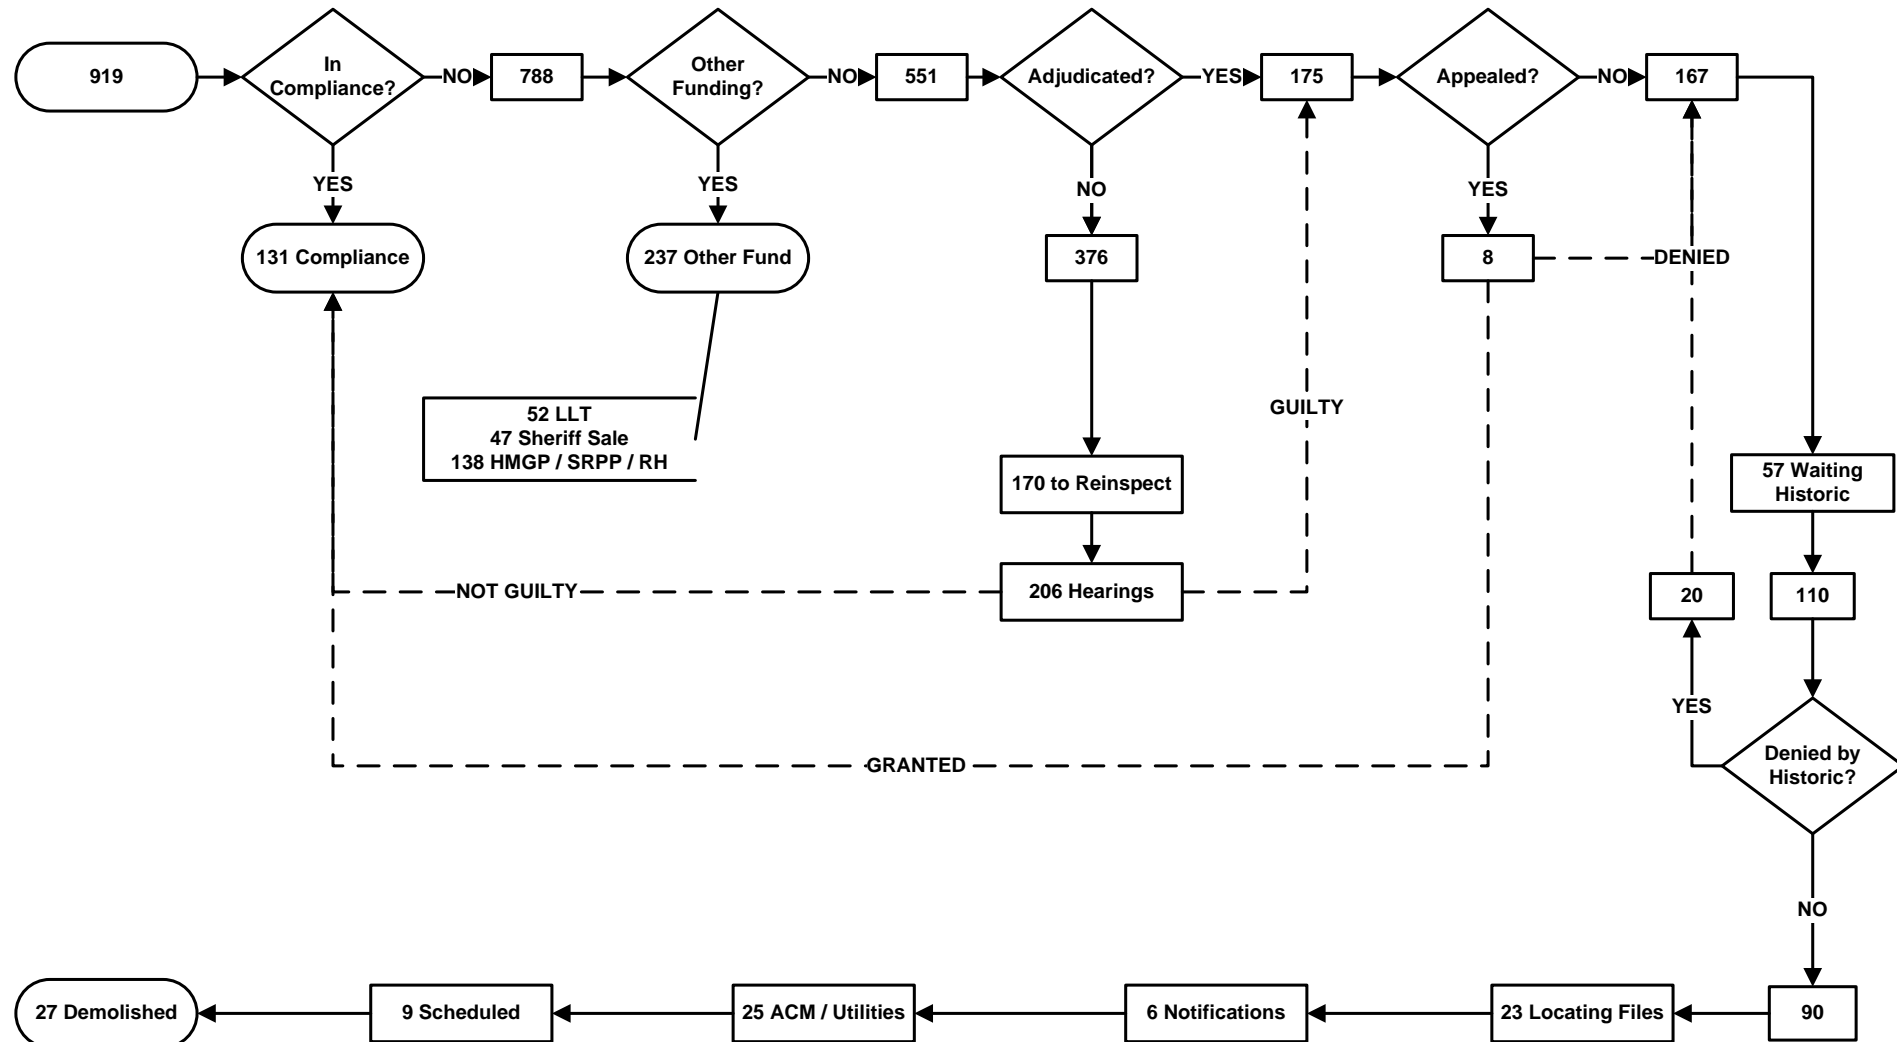 919
In
Compliance?
NO
788
Other
Funding?
NO
551
Adjudicated?
YES
175
Appealed?
NO
167
YES
YES
NO
YES
131 Compliance
237 Other Fund
376
8
DENIED
52 LLT
47 Sheriff Sale
138 HMGP / SRPP / RH
GUILTY
170 to Reinspect
57 Waiting
Historic
NOT GUILTY
206 Hearings
20
110
YES
GRANTED
Denied by
Historic?
NO
27 Demolished
9 Scheduled
25 ACM / Utilities
6 Notifications
23 Locating Files
90